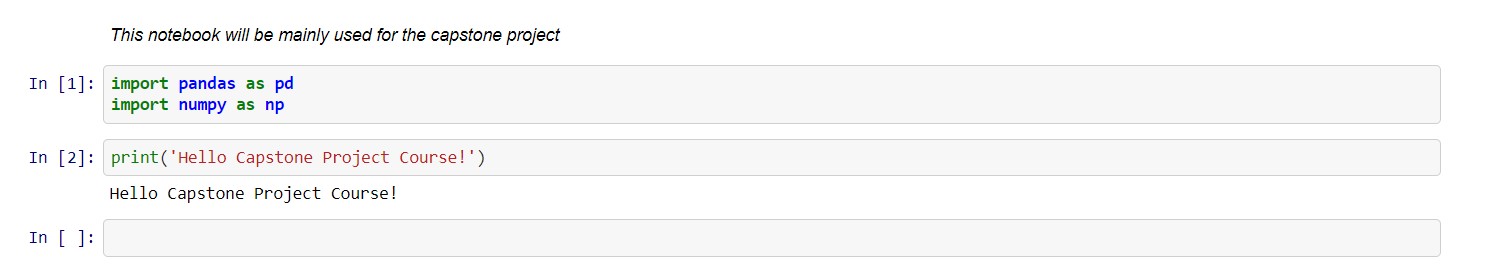 This notebook will be mainly used for the capstone project
In [1]: import pandas as pd
import numpy as np
In [2]: print('Hello Capstone Project Course!')
Hello Capstone Project Course!
In [ ]: